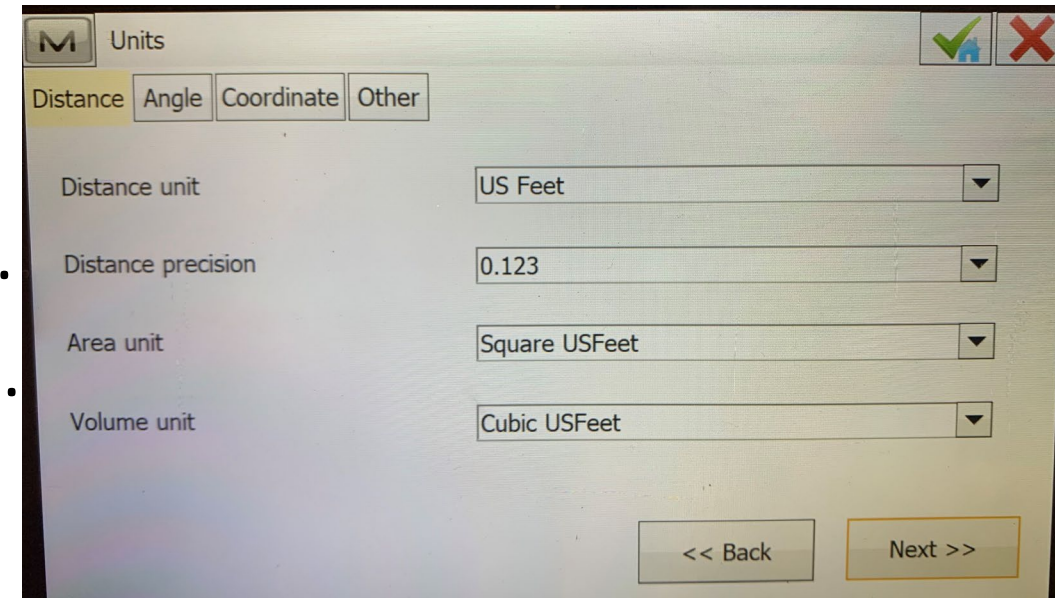 M Units
Distance Angle Coordinate Other
Distance unit US Feet
Distance precision 0.123
Area unit Square USFeet
Volume unit Cubic USFeet
<< Back Next >>